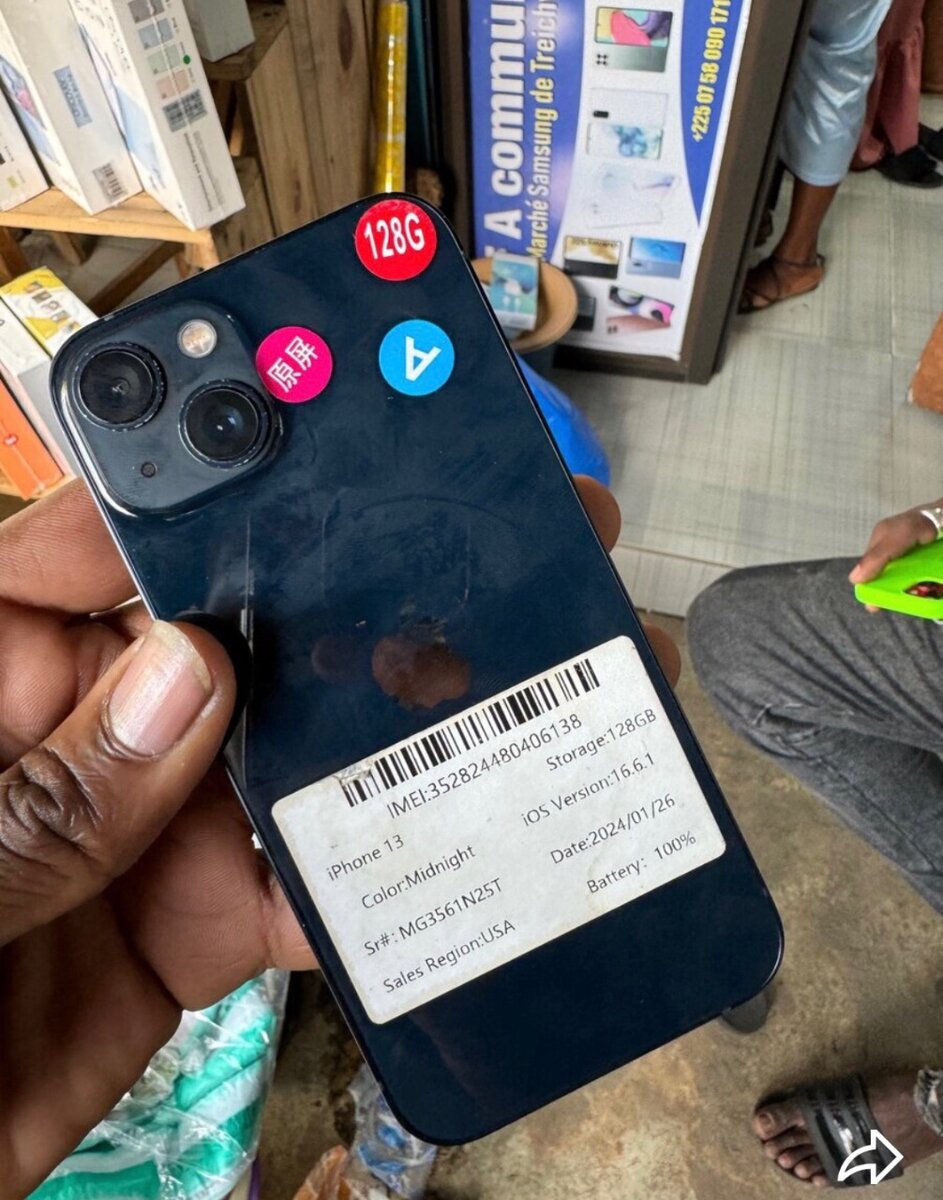 A commu
Marché Samsung de Treich
+225 07 58 090 171
128G
原屏
A
IMEI:352824480406138
iPhone 13
Storage:128GB
Color:Midnight
iOS Version:16.6.1
Sr#: MG3561N25T
Date:2024/01/26
Sales Region:USA
Battery: 100%